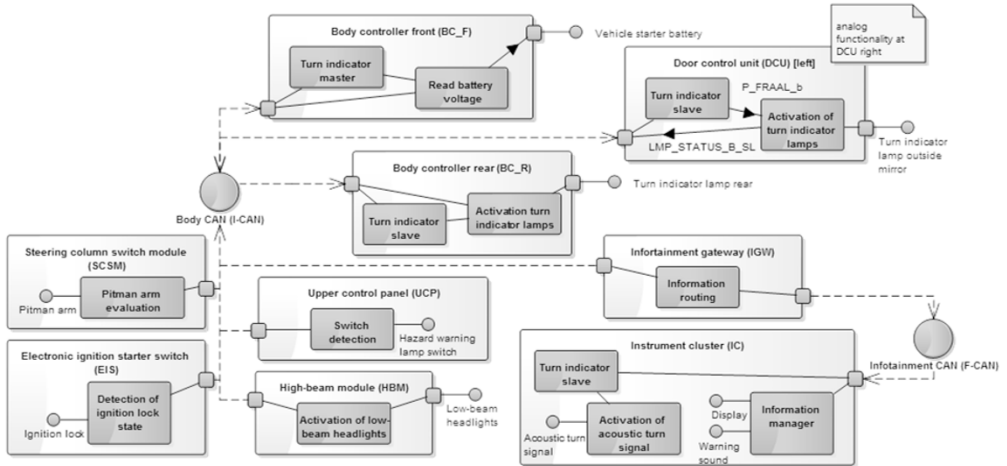 Body controller front (BC_F)
Turn indicator
master
Read battery
voltage
Vehicle starter battery
analog
functionality at
DCU right
Door control unit (DCU) [left]
P_FRAAL_b
Turn indicator
slave
Activation of
turn indicator
lamps
LMP_STATUS_B_SL
Turn indicator
lamp outside
mirror
Body controller rear (BC_R)
Turn indicator
slave
Activation turn
indicator lamps
Turn indicator lamp rear
Body CAN (I-CAN)
Steering column switch module
(SCSM)
Pitman arm
Pitman arm
evaluation
Infortainment gateway (IGW)
Information
routing
Upper control panel (UCP)
Switch
detection
Hazard warning
lamp switch
Electronic ignition starter switch
(EIS)
Detection of
ignition lock
state
Ignition lock
High-beam module (HBM)
Activation of low-
beam headlights
Low-beam
headlights
Instrument cluster (IC)
Turn indicator
slave
Acoustic turn
signal
Activation of
acoustic turn
signal
Display
Warning
sound
Information
manager
Infotainment CAN (F-CAN)